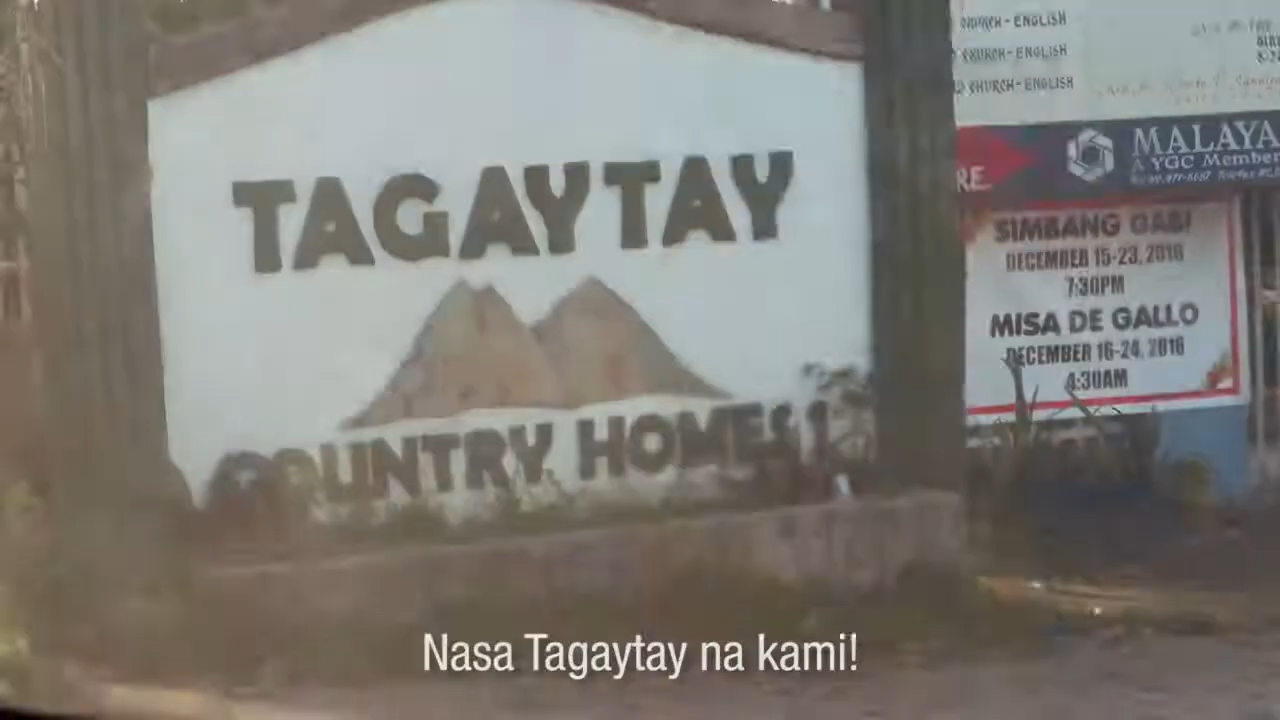 TAGAYTAY
COUNTRY HOMES
CHURCH - ENGLISH
CHURCH - ENGLISH
CHURCH - ENGLISH
RE
MALAYA
A YGC Member
SIMBANG GABI
DECEMBER 15-23, 2016
7:30PM
MISA DE GALLO
DECEMBER 16-24, 2016
4:30AM
Nasa Tagaytay na kami!